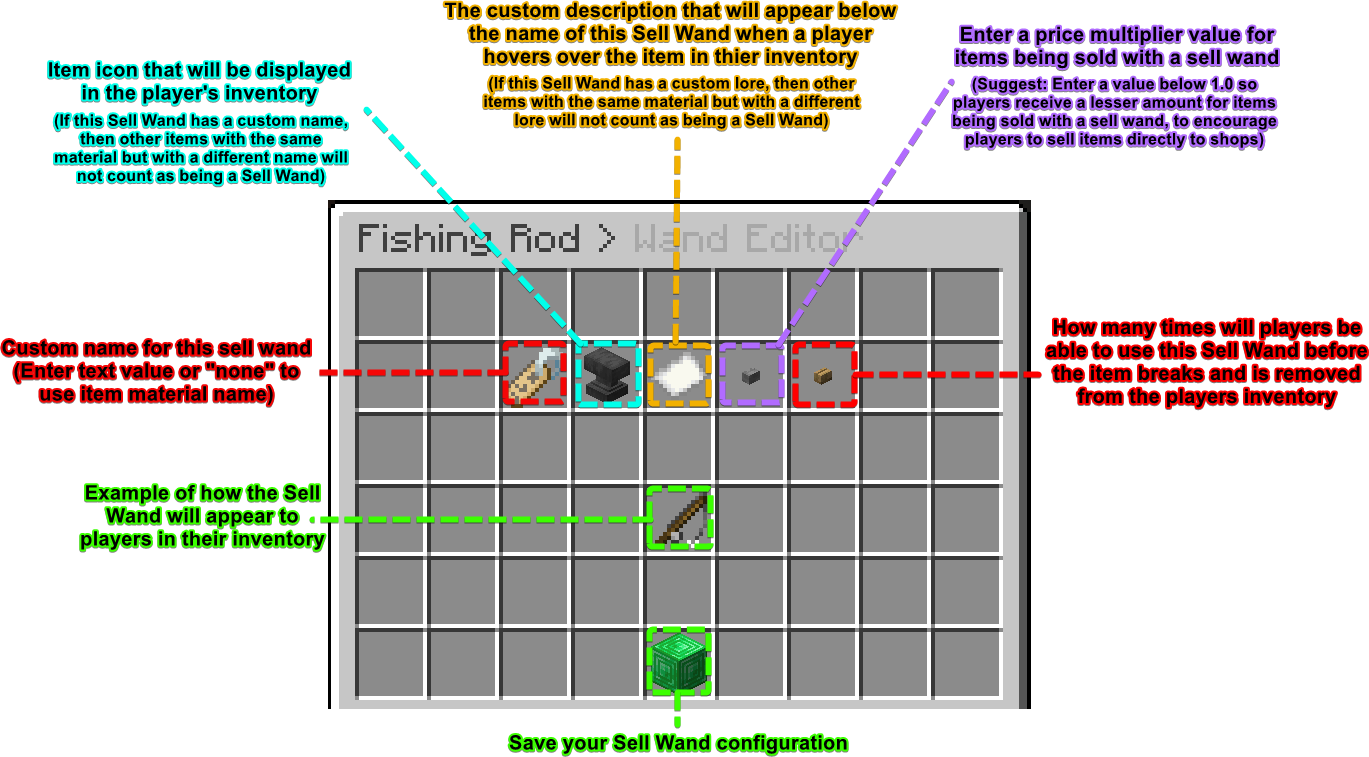 The custom description that will appear below
the name of this Sell Wand when a player
hovers over the item in thier inventory
(If this Sell Wand has a custom lore, then other
items with the same material but with a different
lore will not count as being a Sell Wand)
Enter a price multiplier value for
items being sold with a sell wand
(Suggest: Enter a value below 1.0 so
players receive a lesser amount for items
being sold with a sell wand, to encourage
players to sell items directly to shops)
Item icon that will be displayed
in the player's inventory
(If this Sell Wand has a custom name,
then other items with the same
material but with a different name will
not count as being a Sell Wand)
Fishing Rod > Wand Editor
Custom name for this sell wand
(Enter text value or "none" to
use item material name)
How many times will players be
able to use this Sell Wand before
the item breaks and is removed
from the players inventory
Example of how the Sell
Wand will appear to
players in their inventory
Save your Sell Wand configuration